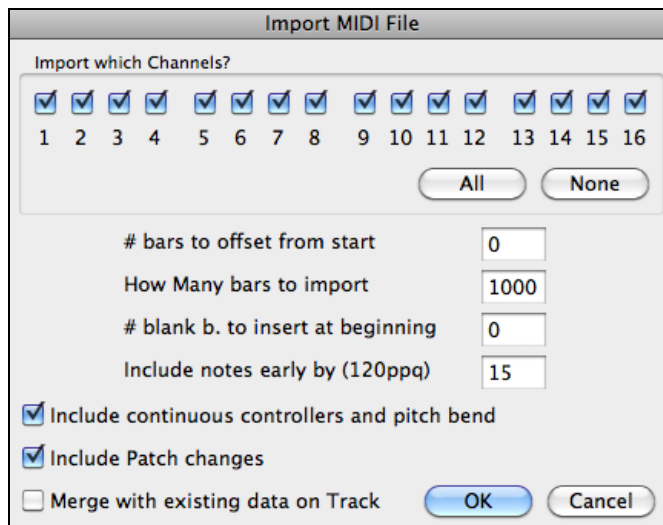 Import MIDI File
Import which Channels?
1 2 3 4 5 6 7 8 9 10 11 12 13 14 15 16
All None
# bars to offset from start 0
How Many bars to import 1000
# blank b. to insert at beginning 0
Include notes early by (120ppq) 15
Include continuous controllers and pitch bend
Include Patch changes
Merge with existing data on Track OK Cancel